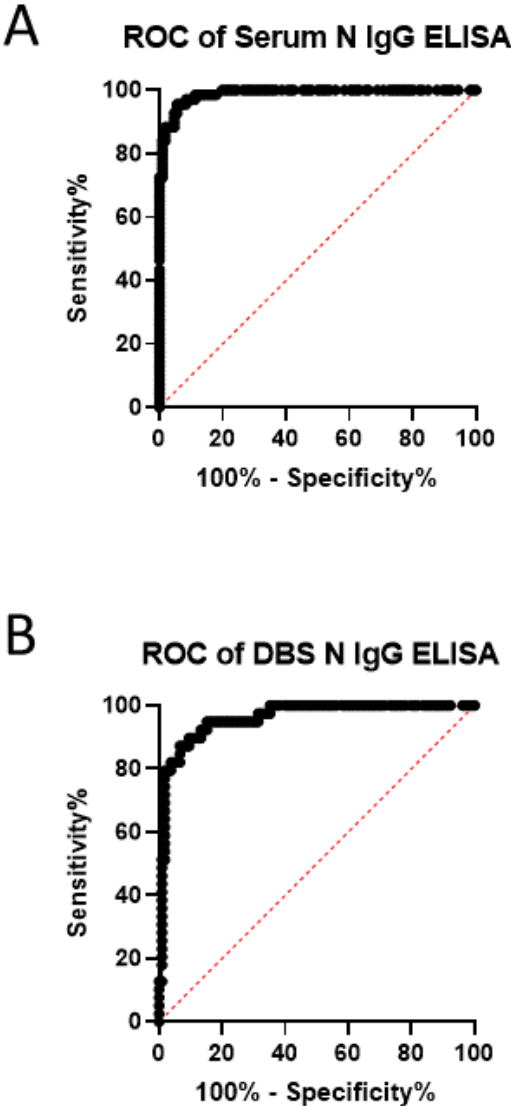 A
ROC of Serum N IgG ELISA
100
80
60
40
20
0
Sensitivity%
0 20 40 60 80 100
100% - Specificity%
B
ROC of DBS N IgG ELISA
100
80
60
40
20
0
Sensitivity%
0 20 40 60 80 100
100% - Specificity%